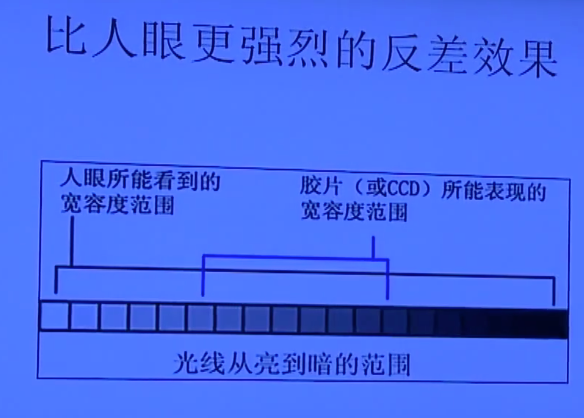 比人眼更强烈的反差效果
人眼所能看到的
宽容度范围
胶片（或CCD）所能表现的
宽容度范围
光线从亮到暗的范围